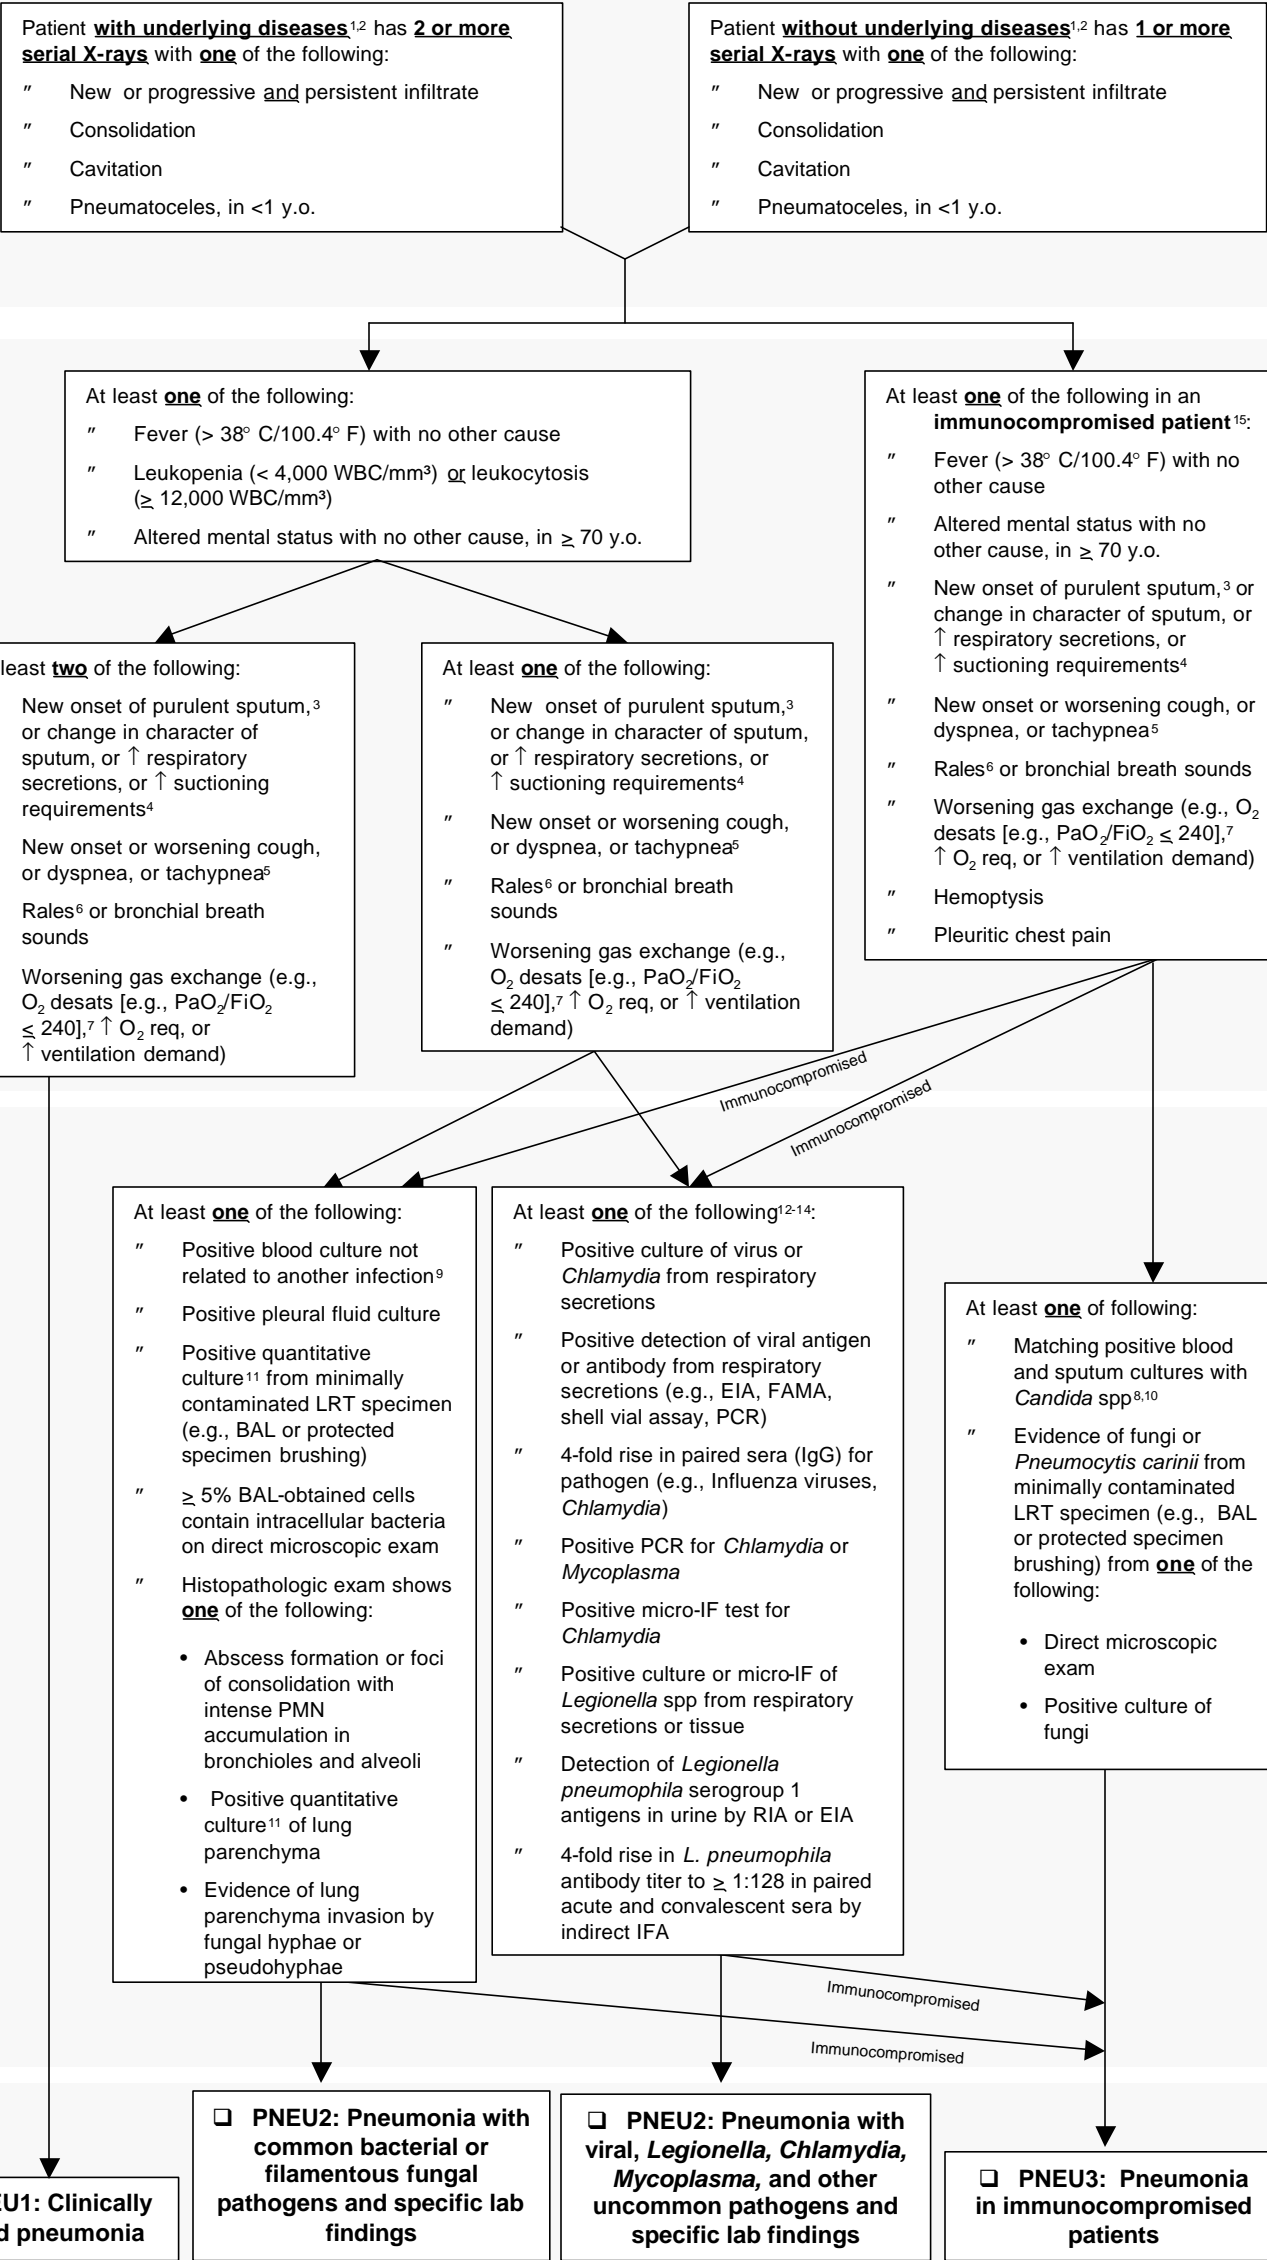 Patient with underlying diseases1,2 has 2 or more
serial X-rays with one of the following:
" New or progressive and persistent infiltrate
" Consolidation
" Cavitation
" Pneumatoceles, in <1 y.o.
Patient without underlying diseases1,2 has 1 or more
serial X-rays with one of the following:
" New or progressive and persistent infiltrate
" Consolidation
" Cavitation
" Pneumatoceles, in <1 y.o.
At least one of the following:
" Fever (> 38° C/100.4° F) with no other cause
" Leukopenia (< 4,000 WBC/mm³) or leukocytosis
(≥ 12,000 WBC/mm³)
" Altered mental status with no other cause, in ≥ 70 y.o.
At least one of the following in an
immunocompromised patient15:
" Fever (> 38° C/100.4° F) with no
other cause
" Altered mental status with no
other cause, in ≥ 70 y.o.
" New onset of purulent sputum,3 or
change in character of sputum, or
↑ respiratory secretions, or
↑ suctioning requirements4
" New onset or worsening cough, or
dyspnea, or tachypnea5
" Rales6 or bronchial breath sounds
" Worsening gas exchange (e.g., O2
desats [e.g., PaO2/FiO2 ≤ 240],7
↑ O2 req, or ↑ ventilation demand)
" Hemoptysis
" Pleuritic chest pain
least two of the following:
New onset of purulent sputum,3
or change in character of
sputum, or ↑ respiratory
secretions, or ↑ suctioning
requirements4
New onset or worsening cough,
or dyspnea, or tachypnea5
Rales6 or bronchial breath
sounds
Worsening gas exchange (e.g.,
O2 desats [e.g., PaO2/FiO2
≤ 240],7 ↑ O2 req, or
↑ ventilation demand)
At least one of the following:
" New onset of purulent sputum,3
or change in character of sputum,
or ↑ respiratory secretions, or
↑ suctioning requirements4
" New onset or worsening cough,
or dyspnea, or tachypnea5
" Rales6 or bronchial breath
sounds
" Worsening gas exchange (e.g.,
O2 desats [e.g., PaO2/FiO2
≤ 240],7 ↑ O2 req, or ↑ ventilation
demand)
Immunocompromised
Immunocompromised
At least one of the following:
" Positive blood culture not
related to another infection9
" Positive pleural fluid culture
" Positive quantitative
culture11 from minimally
contaminated LRT specimen
(e.g., BAL or protected
specimen brushing)
" ≥ 5% BAL-obtained cells
contain intracellular bacteria
on direct microscopic exam
" Histopathologic exam shows
one of the following:
• Abscess formation or foci
of consolidation with
intense PMN
accumulation in
bronchioles and alveoli
• Positive quantitative
culture11 of lung
parenchyma
• Evidence of lung
parenchyma invasion by
fungal hyphae or
pseudohyphae
At least one of the following12-14:
" Positive culture of virus or
Chlamydia from respiratory
secretions
" Positive detection of viral antigen
or antibody from respiratory
secretions (e.g., EIA, FAMA,
shell vial assay, PCR)
" 4-fold rise in paired sera (IgG) for
pathogen (e.g., Influenza viruses,
Chlamydia)
" Positive PCR for Chlamydia or
Mycoplasma
" Positive micro-IF test for
Chlamydia
" Positive culture or micro-IF of
Legionella spp from respiratory
secretions or tissue
" Detection of Legionella
pneumophila serogroup 1
antigens in urine by RIA or EIA
" 4-fold rise in L. pneumophila
antibody titer to ≥ 1:128 in paired
acute and convalescent sera by
indirect IFA
At least one of following:
" Matching positive blood
and sputum cultures with
Candida spp8,10
" Evidence of fungi or
Pneumocytis carinii from
minimally contaminated
LRT specimen (e.g., BAL
or protected specimen
brushing) from one of the
following:
• Direct microscopic
exam
• Positive culture of
fungi
Immunocompromised
Immunocompromised
EU1: Clinically
d pneumonia
❑ PNEU2: Pneumonia with
common bacterial or
filamentous fungal
pathogens and specific lab
findings
❑ PNEU2: Pneumonia with
viral, Legionella, Chlamydia,
Mycoplasma, and other
uncommon pathogens and
specific lab findings
❑ PNEU3: Pneumonia
in immunocompromised
patients